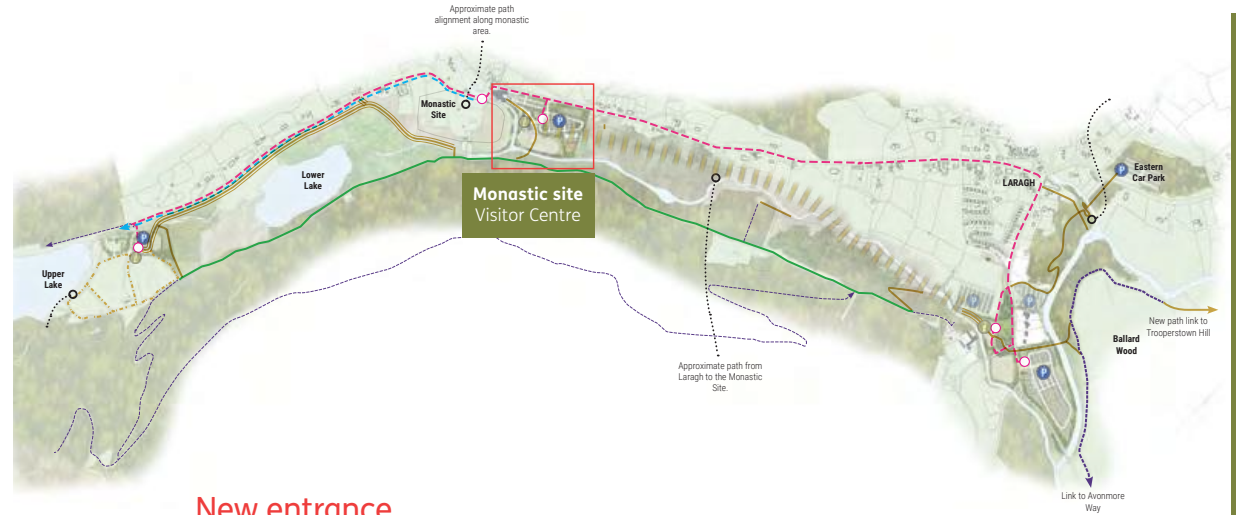 Approximate path
alignment along monastic
area.
Monastic
Site
P
Lower
Lake
LARAGH
Eastern
Car Park
P
Monastic site
Visitor Centre
P
Upper
Lake
P
P
New path link to
Trooperstown Hill
Ballard
Wood
Approximate path from
Laragh to the Monastic
Site.
P
Link to Avonmore
Way
New entrance